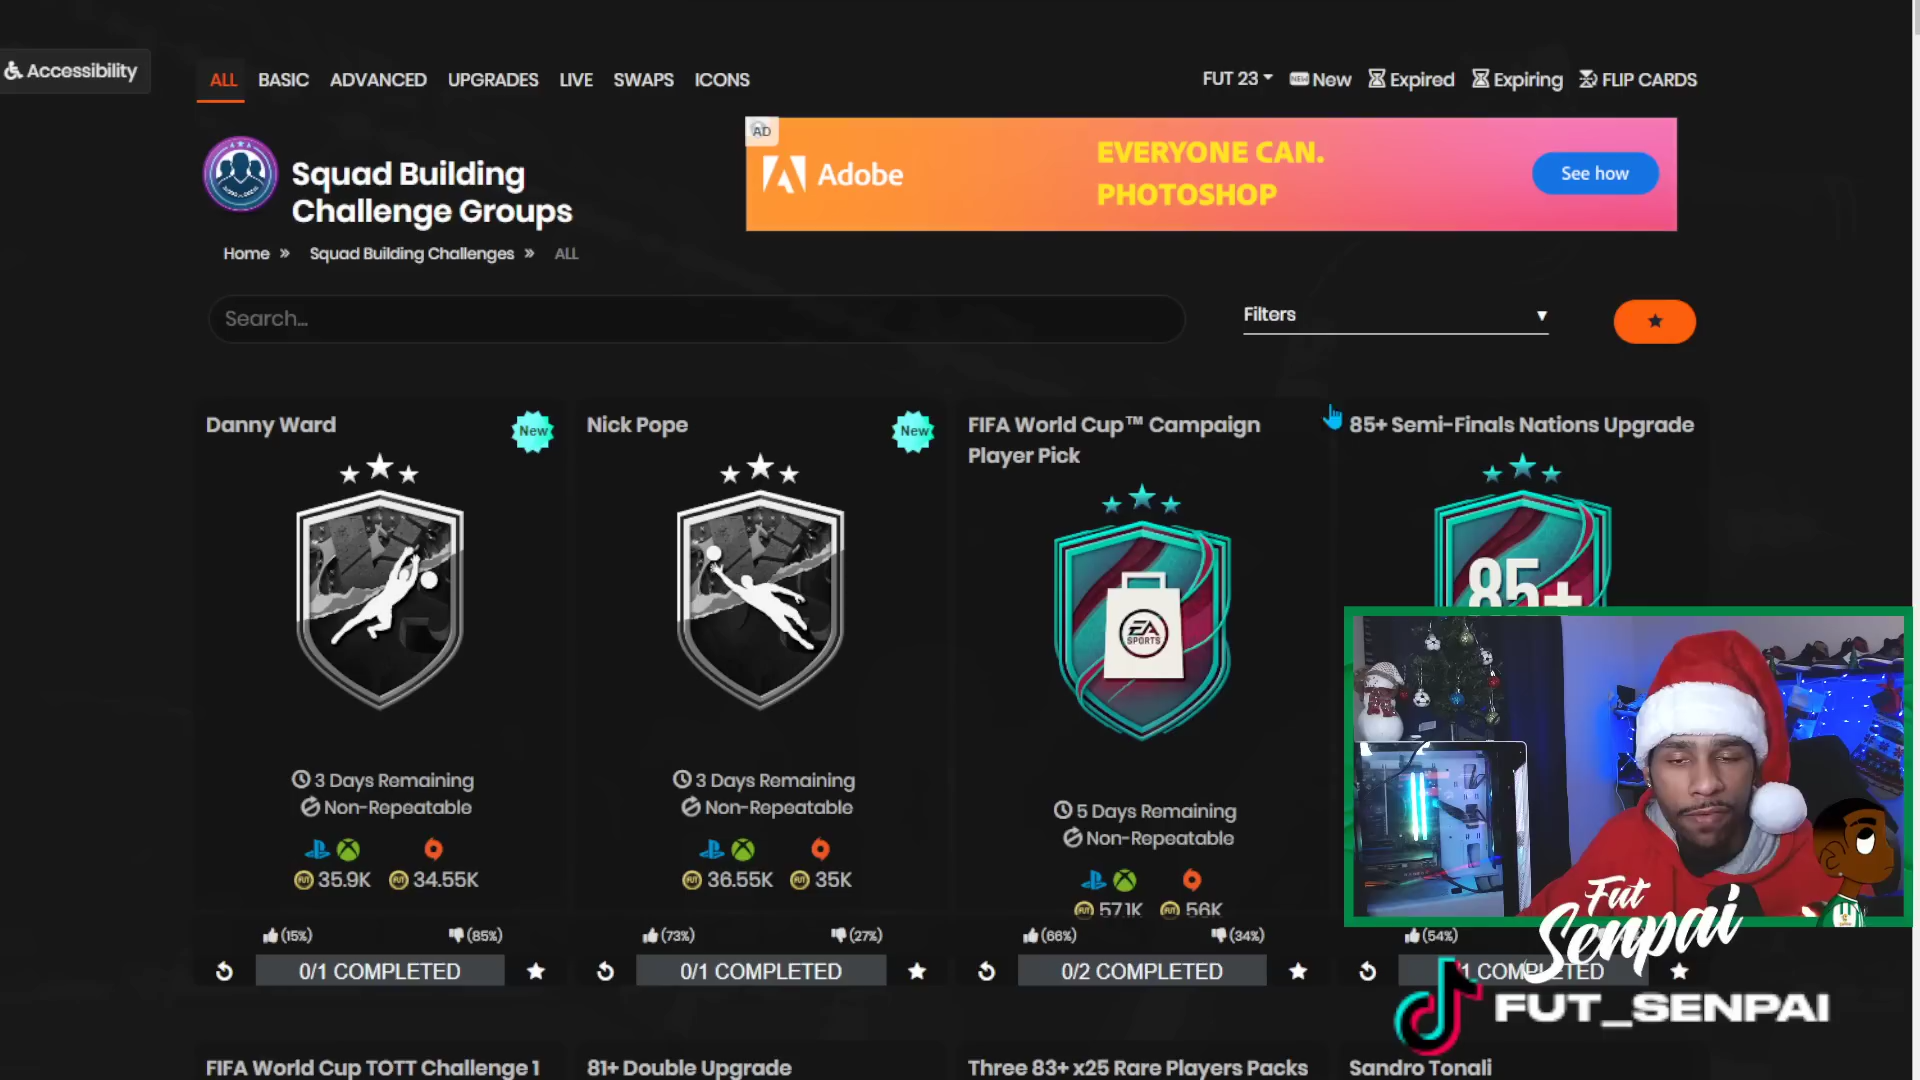 Accessibility
ALL BASIC ADVANCED UPGRADES LIVE SWAPS ICONS
FUT 23 New Expired Expiring FLIP CARDS
Squad Building
Challenge Groups
AD
Adobe
EVERYONE CAN.
PHOTOSHOP
See how
Home » Squad Building Challenges » ALL
Search...
Filters
Danny Ward
New
3 Days Remaining
Non-Repeatable
35.9K 34.55K
(15%) (85%)
0/1 COMPLETED
Nick Pope
New
3 Days Remaining
Non-Repeatable
36.55K 35K
(73%) (27%)
0/1 COMPLETED
FIFA World Cup™ Campaign
Player Pick
EA
SPORTS
5 Days Remaining
Non-Repeatable
57.1K 56K
(66%) (34%)
0/2 COMPLETED
85+ Semi-Finals Nations Upgrade
85+
(54%)
1 COMPLETED
Fut
Senpai
FUT_SENPAI
FIFA World Cup TOTT Challenge 1
81+ Double Upgrade
Three 83+ x25 Rare Players Packs
Sandro Tonali